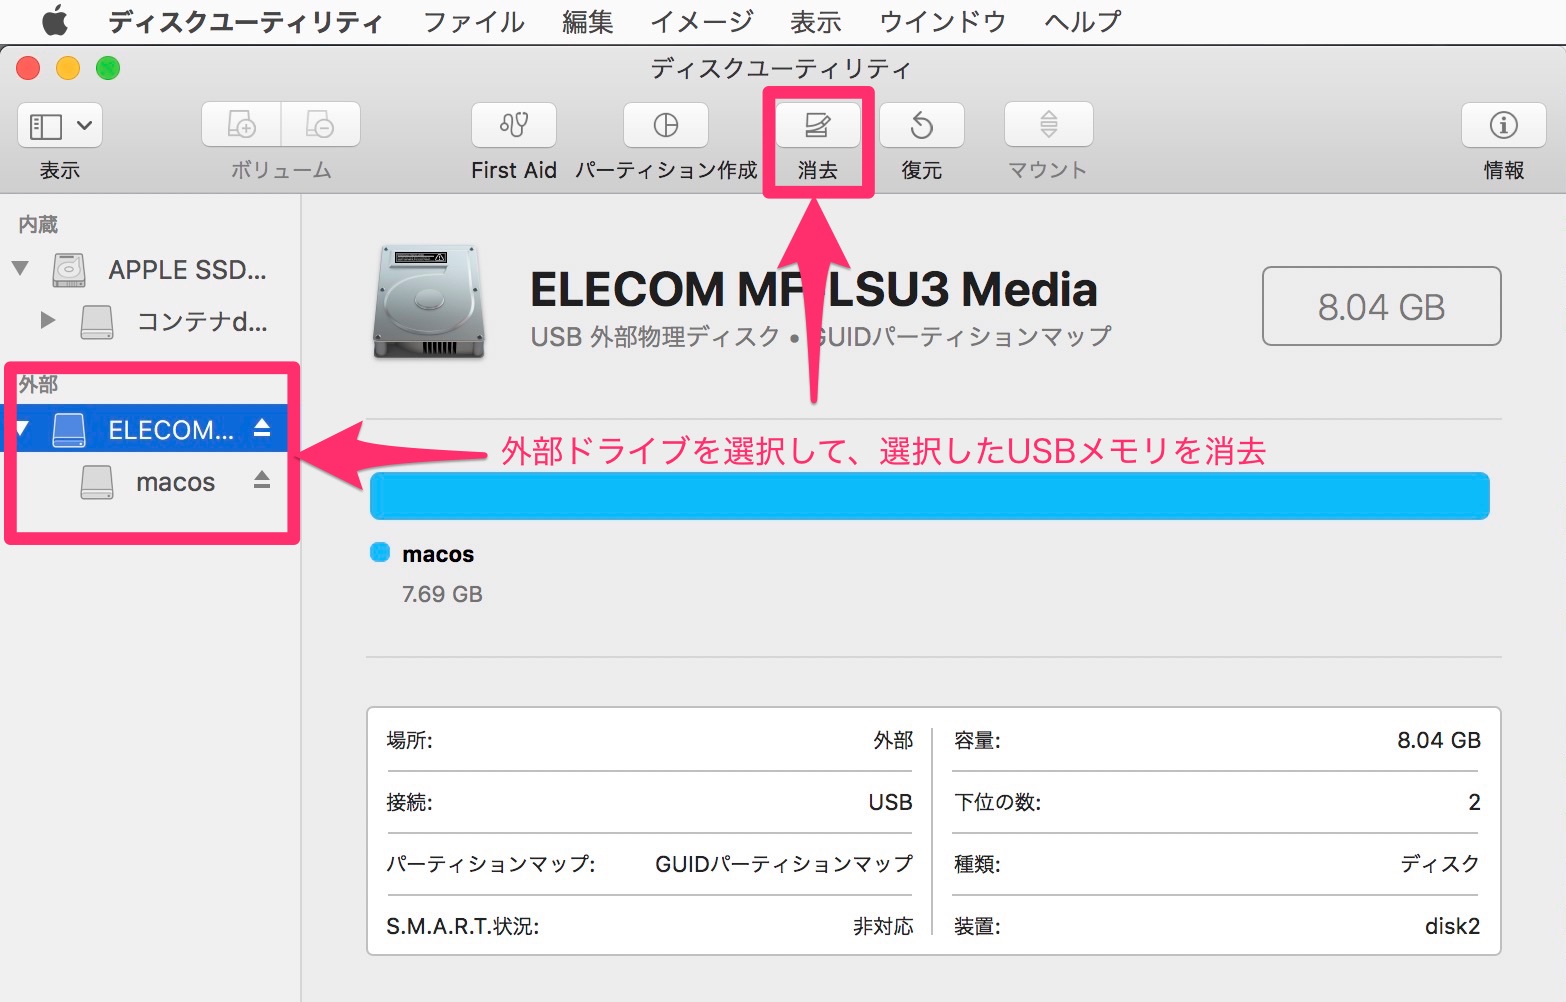 ディスクユーティリティ ファイル 編集 イメージ 表示 ウインドウ ヘルプ
ディスクユーティリティ
表示 ボリューム First Aid パーティション作成 消去 復元 マウント 情報
内蔵
APPLE SSD...
コンテナd...
外部
ELECOM...
macos
ELECOM MF LSU3 Media
USB 外部物理ディスク • GUIDパーティションマップ
8.04 GB
外部ドライブを選択して、選択したUSBメモリを消去
macos
7.69 GB
場所: 外部
容量: 8.04 GB
接続: USB
下位の数: 2
パーティションマップ: GUIDパーティションマップ
種類: ディスク
S.M.A.R.T.状況: 非対応
装置: disk2